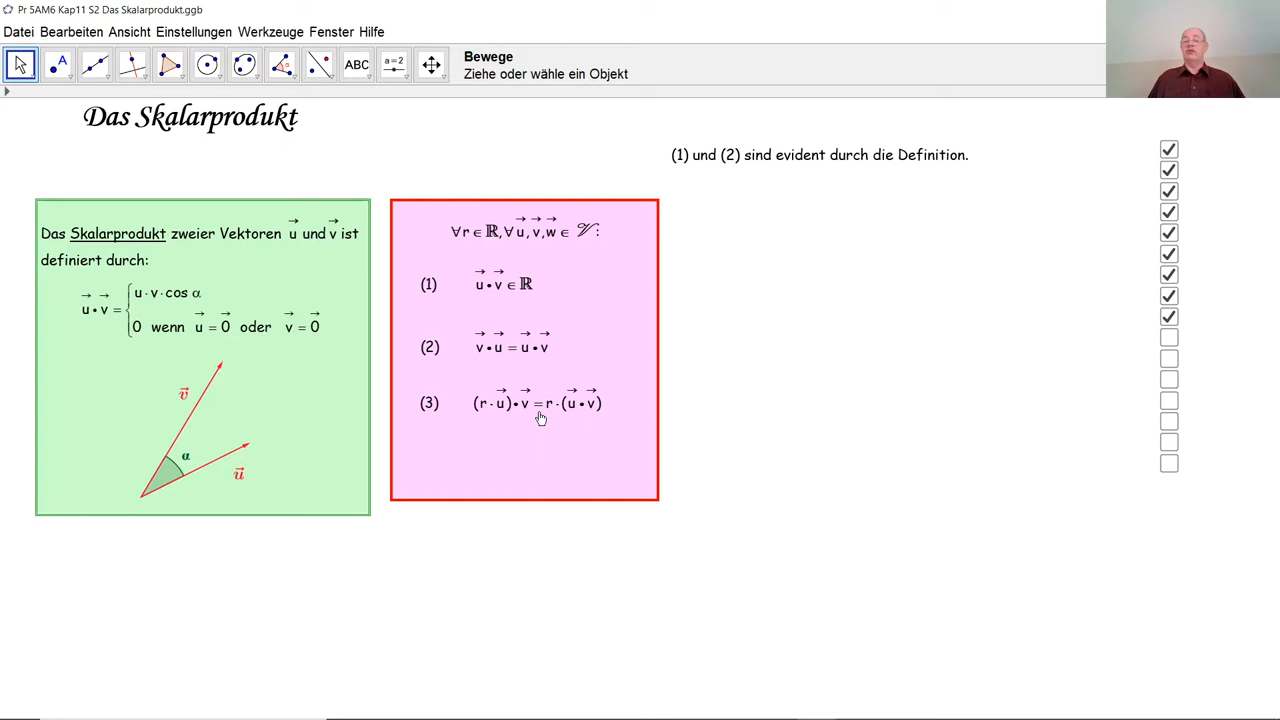 Pr 5AM6 Kap11 S2 Das Skalarprodukt.ggb
Datei Bearbeiten Ansicht Einstellungen Werkzeuge Fenster Hilfe
A
ABC
a=2
Bewege
Ziehe oder wähle ein Objekt
Das Skalarprodukt
(1) und (2) sind evident durch die Definition.
Das Skalarprodukt zweier Vektoren u⃗ und v⃗ ist
definiert durch:
u⃗ • v⃗ = { u · v · cos α
0 wenn u⃗ = 0⃗ oder v⃗ = 0⃗
v⃗
α
u⃗
∀ r ∈ ℝ, ∀ u⃗, v⃗, w⃗ ∈ 𝒱 :
(1) u⃗ • v⃗ ∈ ℝ
(2) v⃗ • u⃗ = u⃗ • v⃗
(3) (r · u⃗) • v⃗ = r · (u⃗ • v⃗)